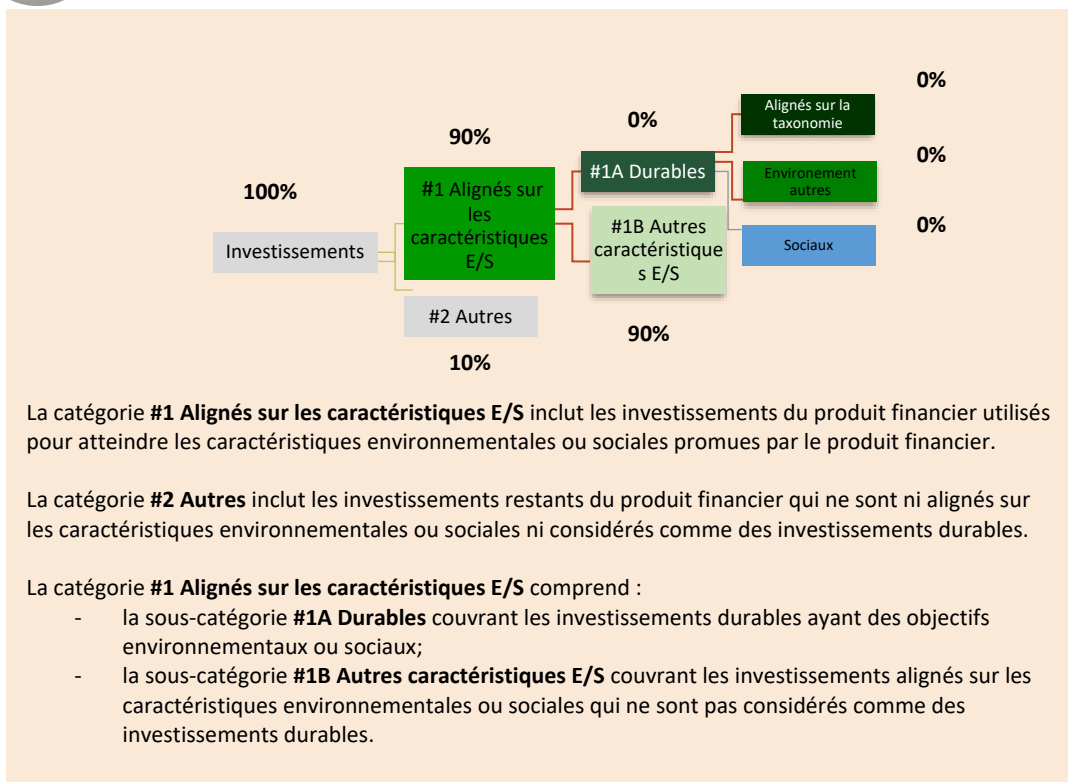 0%
Alignés sur la
taxonomie
0%
90%
0%
#1A Durables
Environement
autres
100%
#1 Alignés sur
les
caractéristiques
E/S
0%
#1B Autres
caractéristique
s E/S
Sociaux
Investissements
#2 Autres
90%
10%
La catégorie #1 Alignés sur les caractéristiques E/S inclut les investissements du produit financier utilisés
pour atteindre les caractéristiques environnementales ou sociales promues par le produit financier.
La catégorie #2 Autres inclut les investissements restants du produit financier qui ne sont ni alignés sur
les caractéristiques environnementales ou sociales ni considérés comme des investissements durables.
La catégorie #1 Alignés sur les caractéristiques E/S comprend :
- la sous-catégorie #1A Durables couvrant les investissements durables ayant des objectifs
environnementaux ou sociaux;
- la sous-catégorie #1B Autres caractéristiques E/S couvrant les investissements alignés sur les
caractéristiques environnementales ou sociales qui ne sont pas considérés comme des
investissements durables.